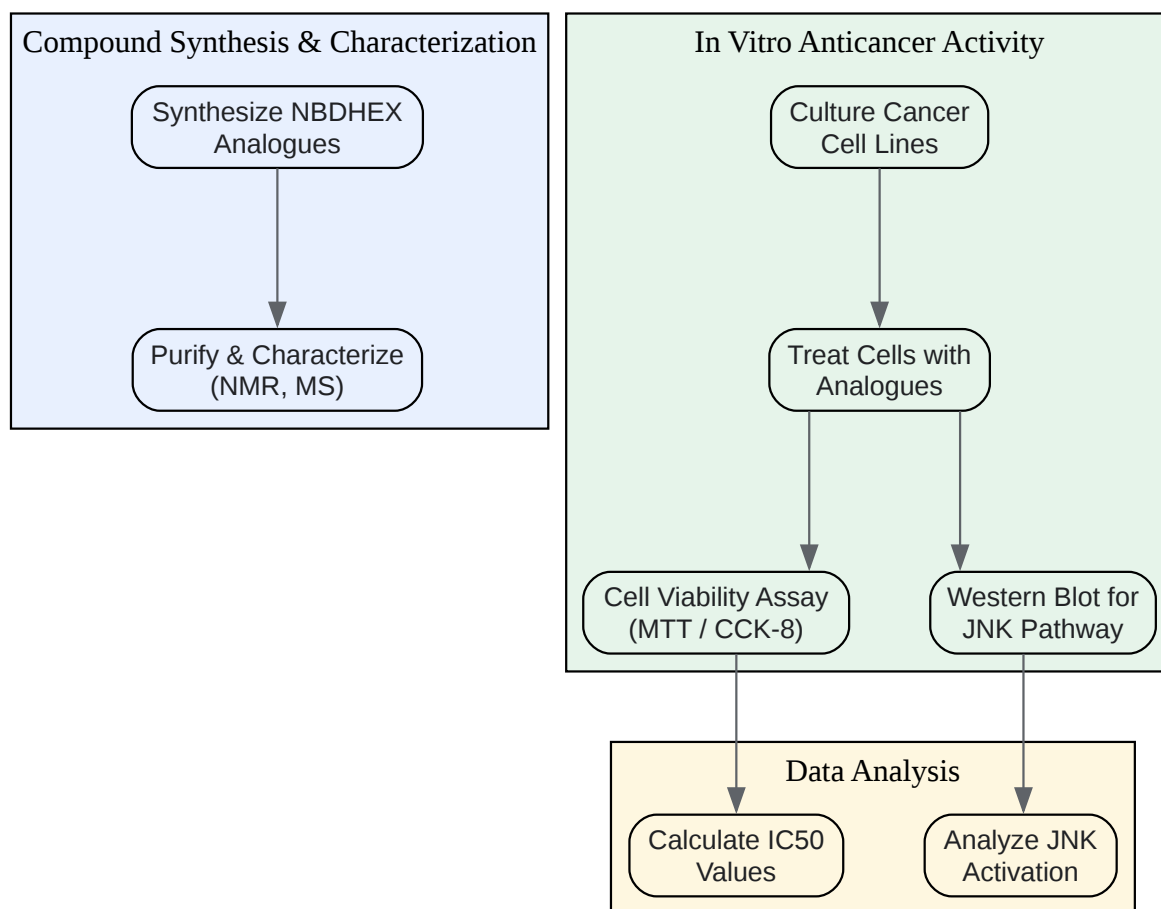 Compound Synthesis & Characterization
Synthesize NBDHEX
Analogues
Purify & Characterize
(NMR, MS)
In Vitro Anticancer Activity
Culture Cancer
Cell Lines
Treat Cells with
Analogues
Cell Viability Assay
(MTT / CCK-8)
Western Blot for
JNK Pathway
Data Analysis
Calculate IC50
Values
Analyze JNK
Activation